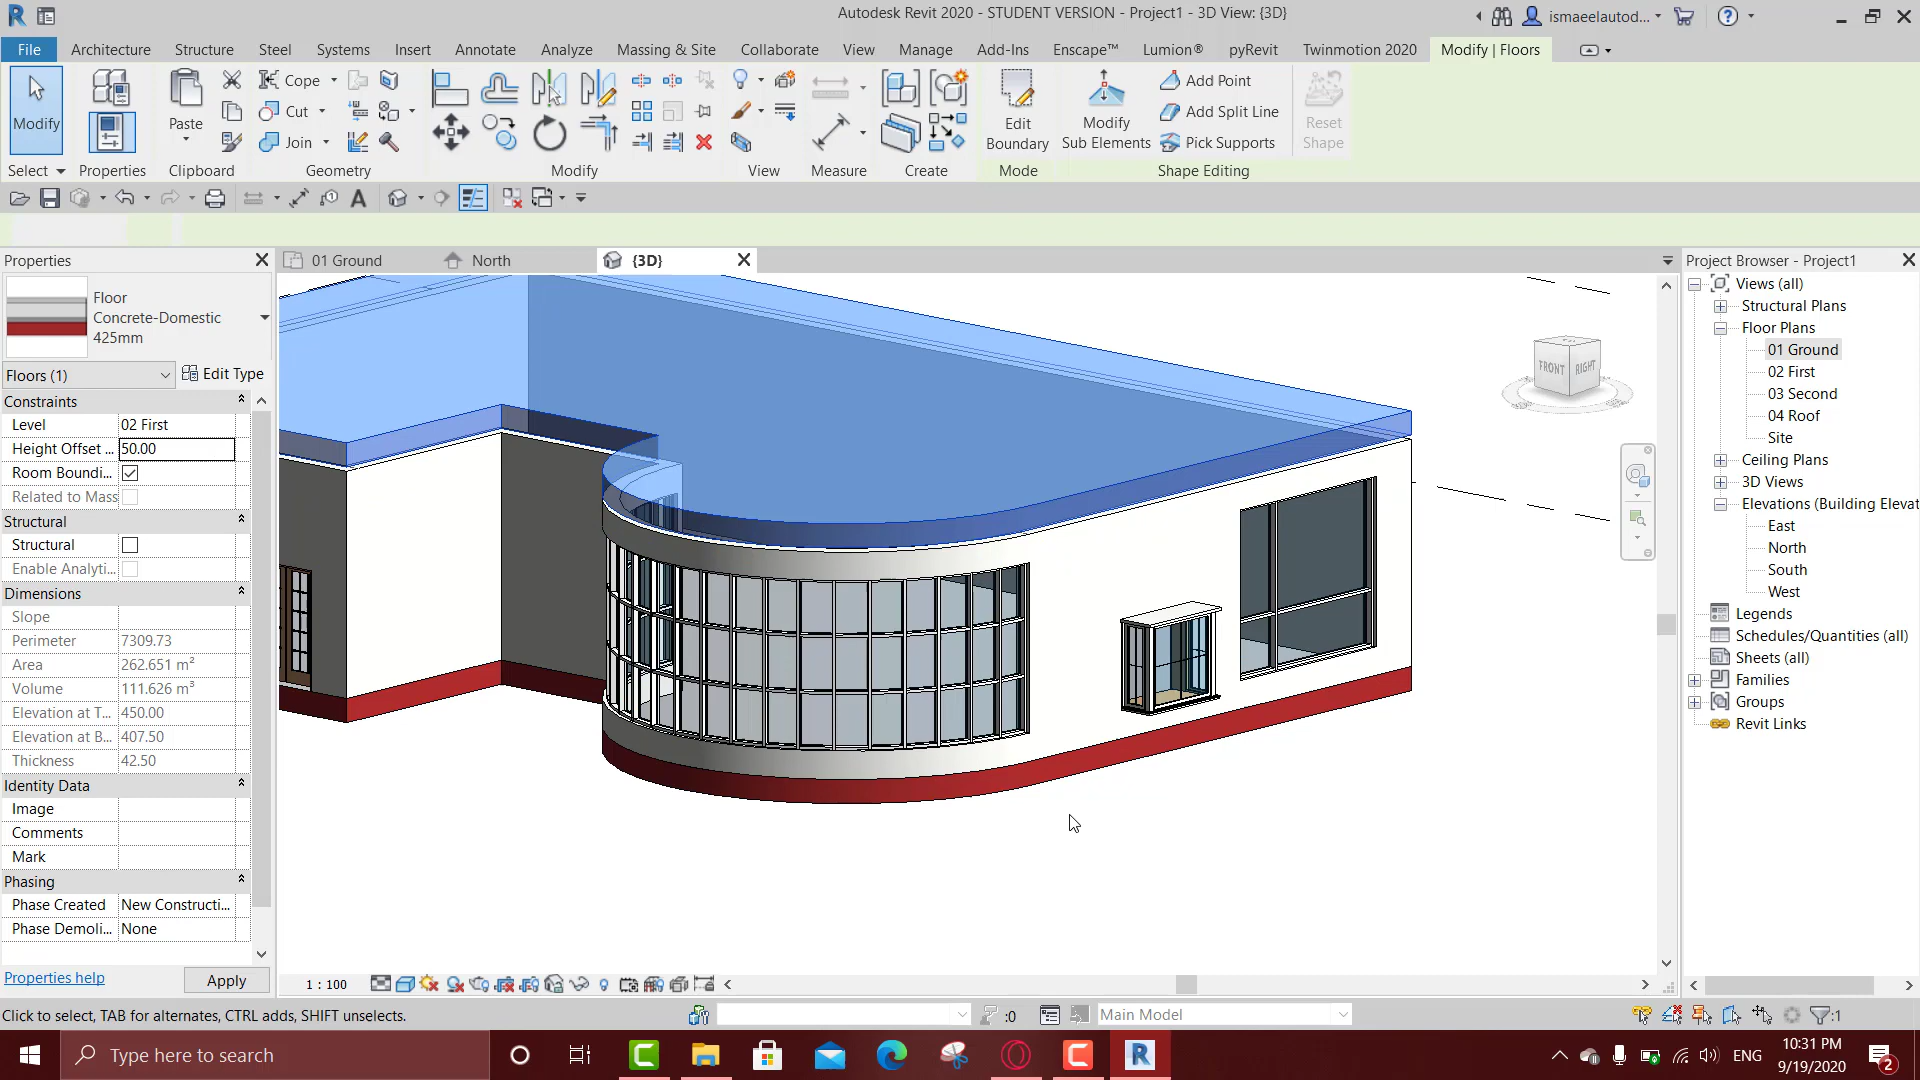 Autodesk Revit 2020 - STUDENT VERSION - Project1 - 3D View: {3D}
ismaeelautod...
File Architecture Structure Steel Systems Insert Annotate Analyze Massing & Site Collaborate View Manage Add-Ins Enscape™ Lumion® pyRevit Twinmotion 2020 Modify | Floors
Modify
Paste
Cope
Cut
Join
Edit Boundary
Modify Sub Elements
Add Point
Add Split Line
Pick Supports
Reset Shape
Select Properties Clipboard Geometry Modify View Measure Create Mode Shape Editing
Properties
01 Ground
North
{3D}
Project Browser - Project1
Floor
Concrete-Domestic
425mm
Floors (1)
Edit Type
Constraints
Level 02 First
Height Offset ... 50.00
Room Boundi...
Related to Mass
Structural
Structural
Enable Analyti...
Dimensions
Slope
Perimeter 7309.73
Area 262.651 m²
Volume 111.626 m³
Elevation at T... 450.00
Elevation at B... 407.50
Thickness 42.50
Identity Data
Image
Comments
Mark
Phasing
Phase Created New Constructi...
Phase Demoli... None
Properties help
Apply
FRONT
RIGHT
Views (all)
Structural Plans
Floor Plans
01 Ground
02 First
03 Second
04 Roof
Site
Ceiling Plans
3D Views
Elevations (Building Elevat
East
North
South
West
Legends
Schedules/Quantities (all)
Sheets (all)
Families
Groups
Revit Links
1 : 100
Click to select, TAB for alternates, CTRL adds, SHIFT unselects.
:0
Main Model
:1
Type here to search
ENG
10:31 PM
9/19/2020
2